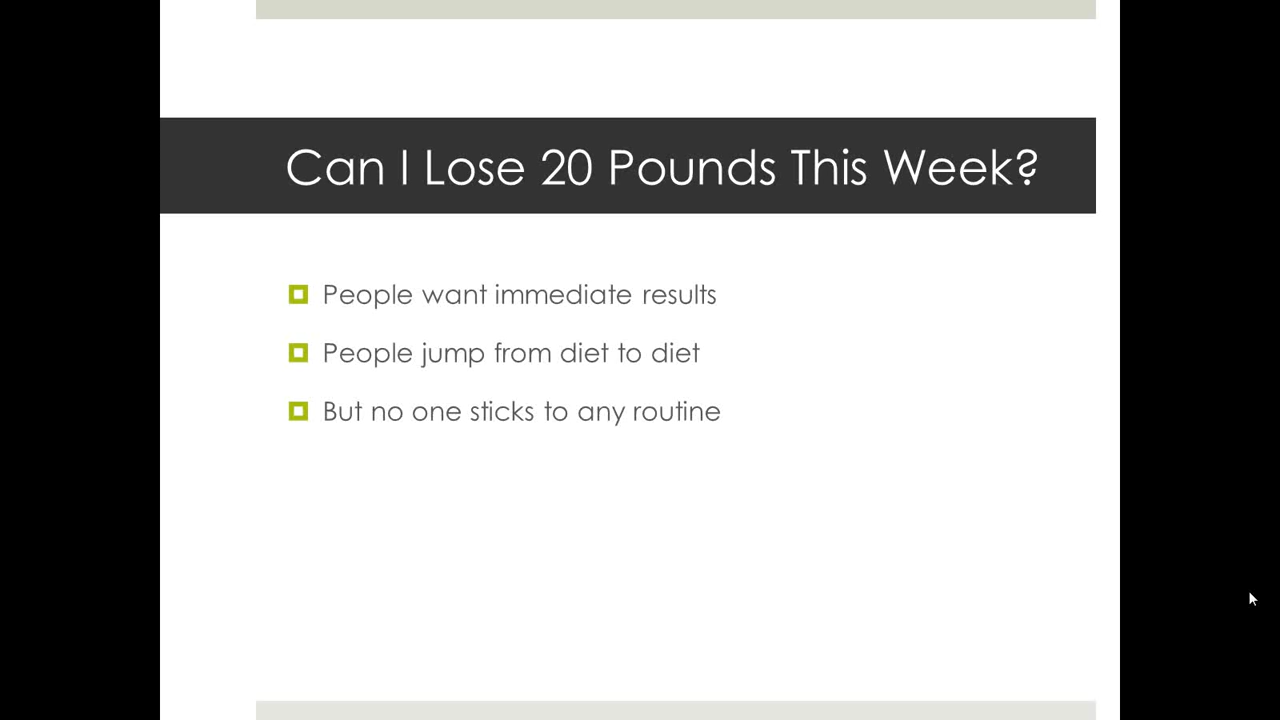 Can I Lose 20 Pounds This Week?
People want immediate results
People jump from diet to diet
But no one sticks to any routine